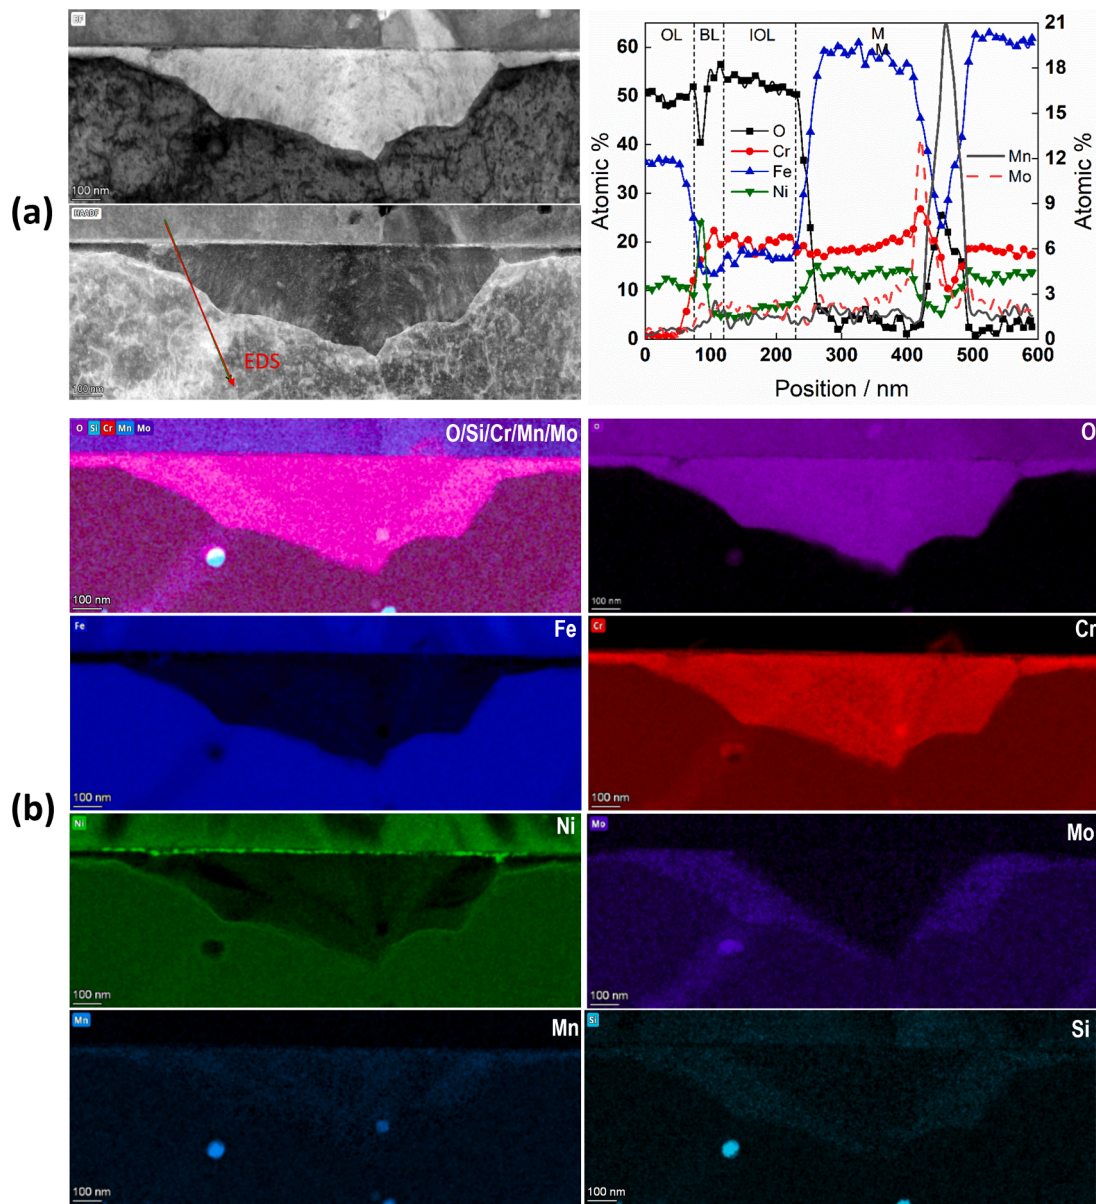 (a)
BF
100 nm
HAADF
EDS
100 nm
OL BL IOL M
M
O
Cr
Fe
Ni
Mn
Mo
Atomic %
60
50
40
30
20
10
0
Atomic %
21
18
15
12
9
6
3
0
0 100 200 300 400 500 600
Position / nm
(b)
O Si Cr Mn Mo
O/Si/Cr/Mn/Mo
100 nm
O
O
100 nm
Fe
Fe
100 nm
Cr
Cr
100 nm
Ni
Ni
100 nm
Mo
Mo
100 nm
Mn
Mn
100 nm
Si
Si
100 nm